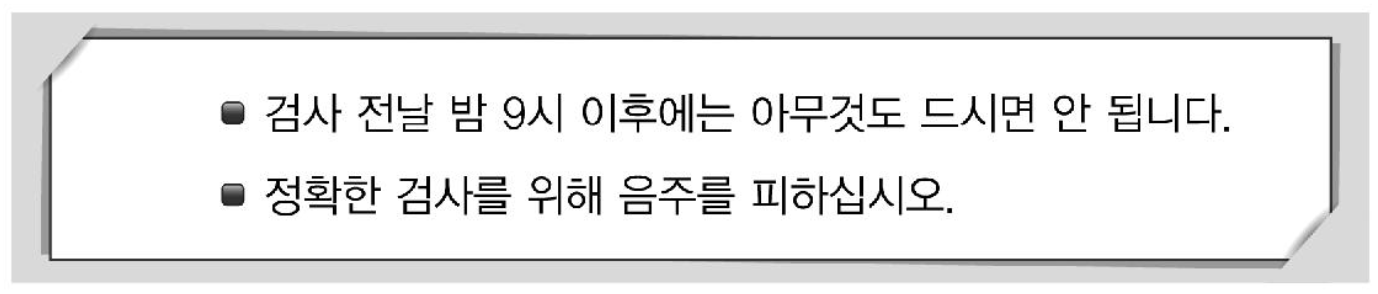 검사 전날 밤 9시 이후에는 아무것도 드시면 안 됩니다.
정확한 검사를 위해 음주를 피하십시오.